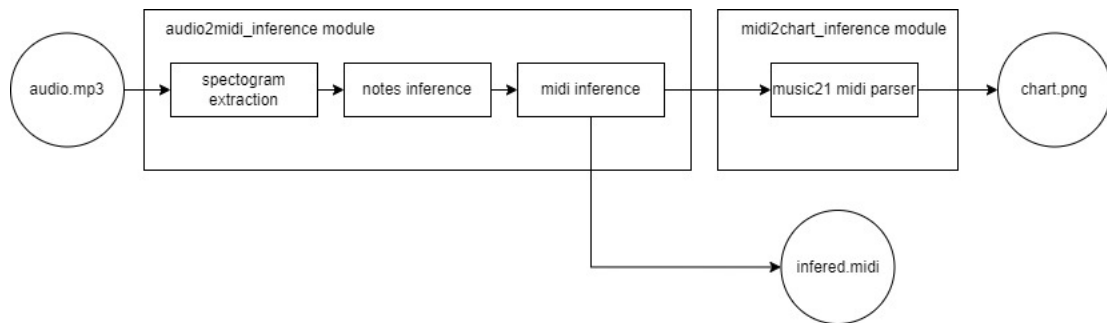 audio2midi_inference module
midi2chart_inference module
audio.mp3
spectogram
extraction
notes inference
midi inference
music21 midi parser
chart.png
infered.midi